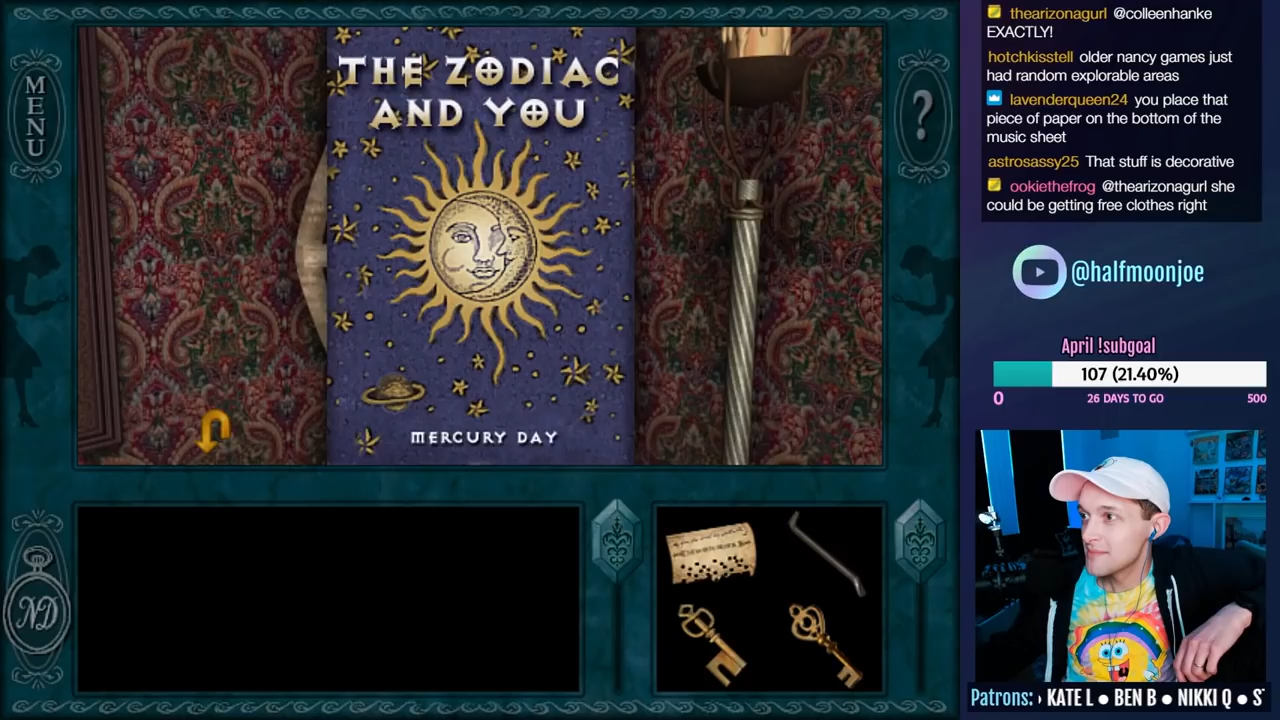 MENU
THE ZODIAC
AND YOU
MERCURY DAY
?
ND
thearizonagurl @colleenhanke
EXACTLY!
hotchkisstell older nancy games just
had random explorable areas
lavenderqueen24 you place that
piece of paper on the bottom of the
music sheet
astrosassy25 That stuff is decorative
ookiethefrog @thearizonagurl she
could be getting free clothes right
@halfmoonjoe
April !subgoal
107 (21.40%)
0 26 DAYS TO GO 500
Patrons: KATE L ● BEN B ● NIKKI Q ●